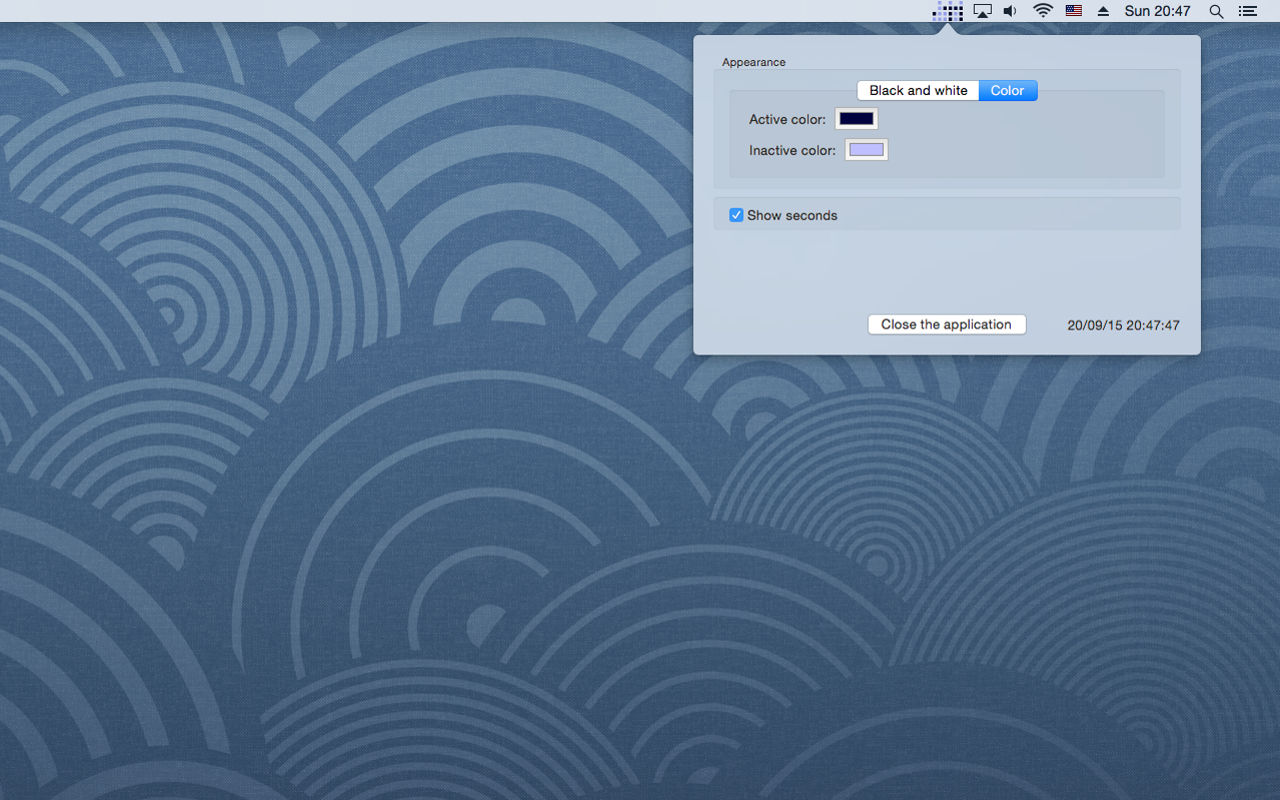 Sun 20:47
Appearance
Black and white Color
Active color:
Inactive color:
Show seconds
Close the application 20/09/15 20:47:47